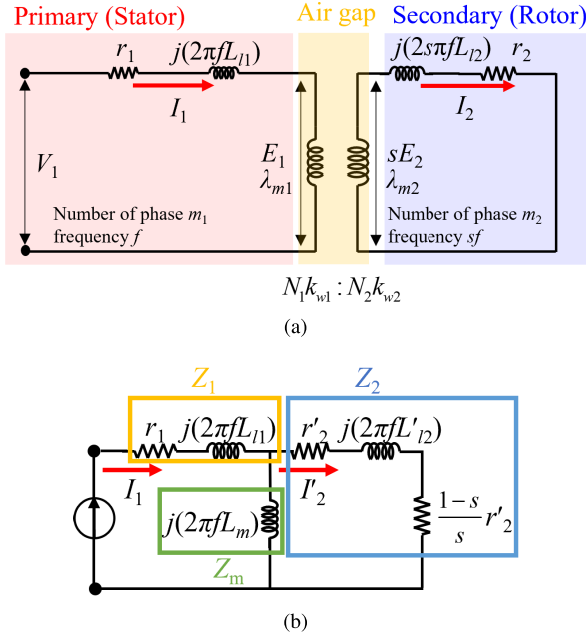 Primary (Stator) Air gap Secondary (Rotor)
r₁ j(2πfLₗ₁) j(2sπfLₗ₂) r₂
I₁ I₂
V₁ E₁ sE₂
λₘ₁ λₘ₂
Number of phase m₁ Number of phase m₂
frequency f frequency sf
N₁k_w1 : N₂k_w2
(a)
Z₁ Z₂
r₁ j(2πfLₗ₁) r'₂ j(2πfL'ₗ₂)
I₁ I'₂
j(2πfLₘ) (1−s)/s r'₂
Zₘ
(b)